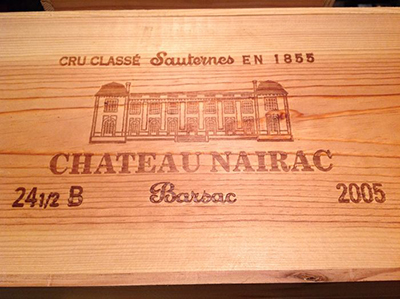 CRU CLASSÉ Sauternes EN 1855
CHATEAU NAIRAC
24 1/2 B Barsac 2005